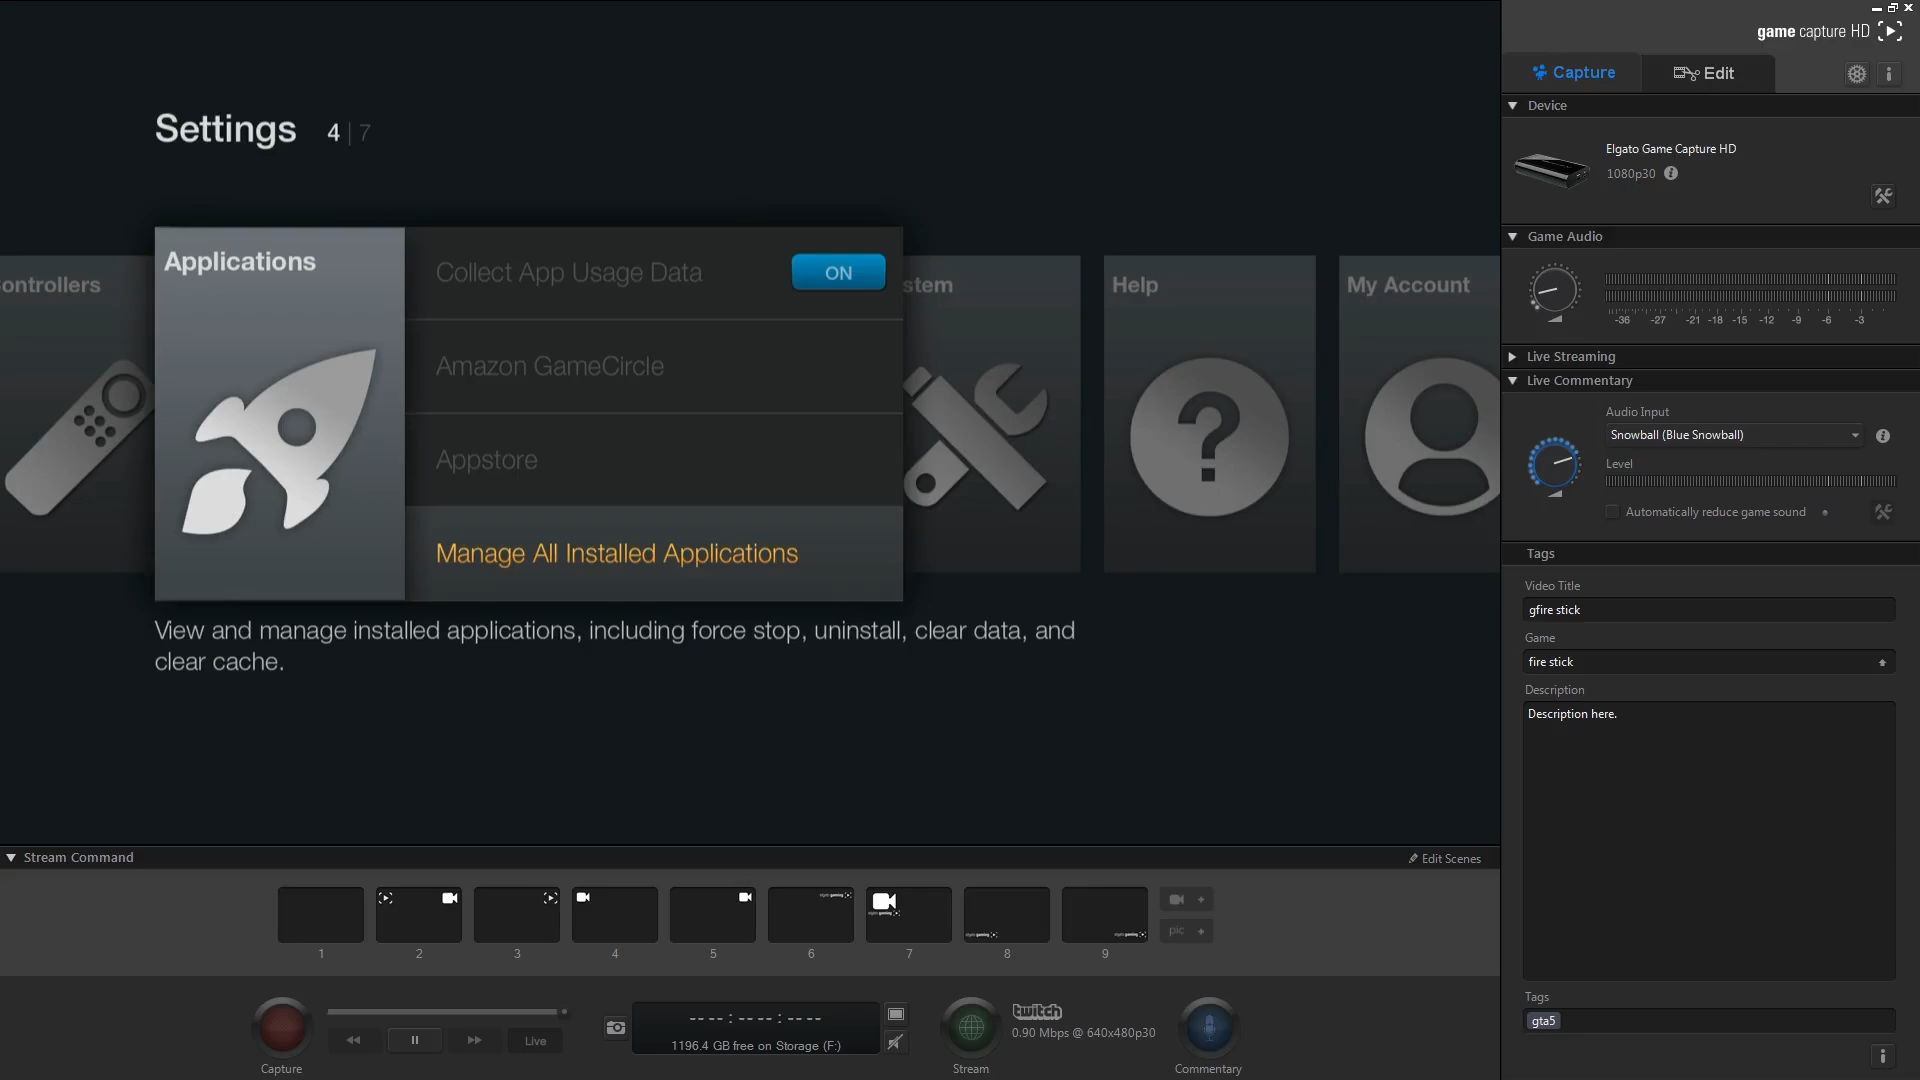 Settings 4 | 7
ontrollers
Applications
Collect App Usage Data ON
Amazon GameCircle
Appstore
Manage All Installed Applications
stem
Help
My Account
View and manage installed applications, including force stop, uninstall, clear data, and
clear cache.
Stream Command
Edit Scenes
1 2 3 4 5 6 7 8 9
pic
Live
Capture
-- -- : -- -- : -- --
1196.4 GB free on Storage (F:)
Stream
twitch
0.90 Mbps @ 640x480p30
Commentary
game capture HD
Capture
Edit
Device
Elgato Game Capture HD
1080p30
Game Audio
-36 -27 -21 -18 -15 -12 -9 -6 -3
Live Streaming
Live Commentary
Audio Input
Snowball (Blue Snowball)
Level
Automatically reduce game sound
Tags
Video Title
gfire stick
Game
fire stick
Description
Description here.
Tags
gta5